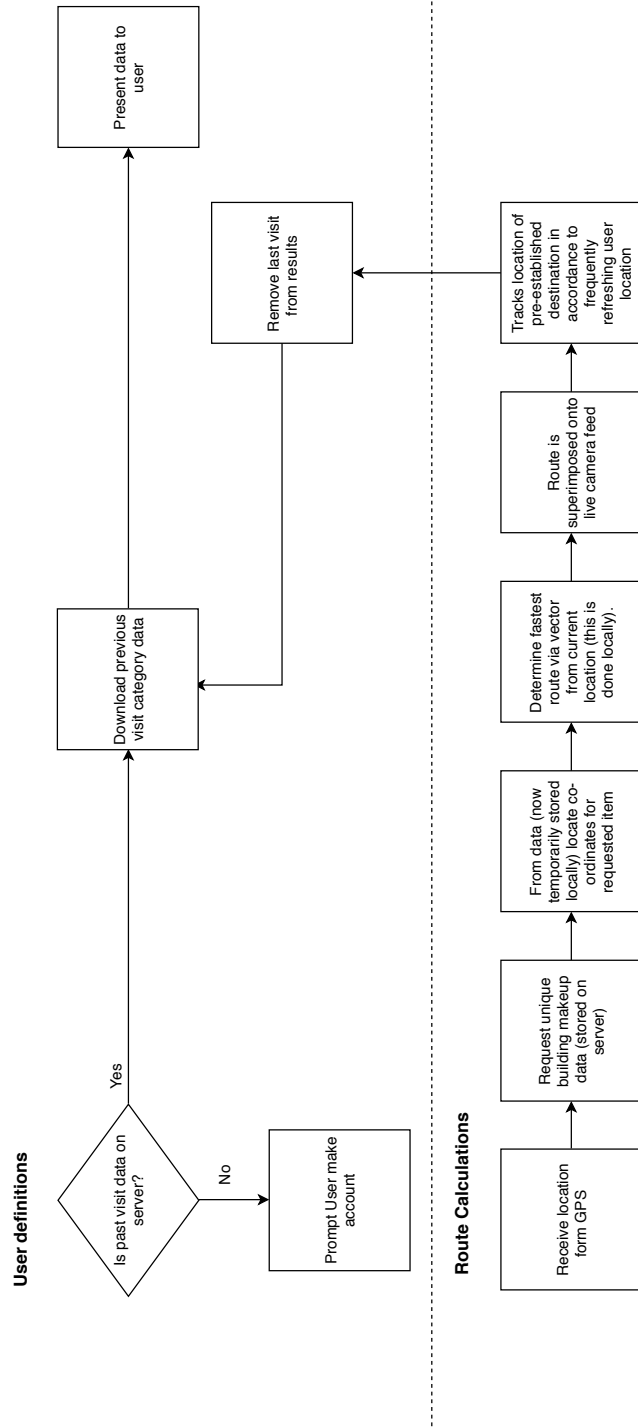 User definitions
Is past visit data on
server?
Yes
No
Prompt User make
account
Download previous
visit category data
Remove last visit
from results
Present data to
user
Route Calculations
Receive location
form GPS
Request unique
building makeup
data (stored on
server)
From data (now
temporarily stored
locally) locate co-
ordinates for
requested item
Determine fastest
route via vector
from current
location (this is
done locally).
Route is
superimposed onto
live camera feed
Tracks location of
pre-established
destination in
accordance to
frequently
refreshing user
location